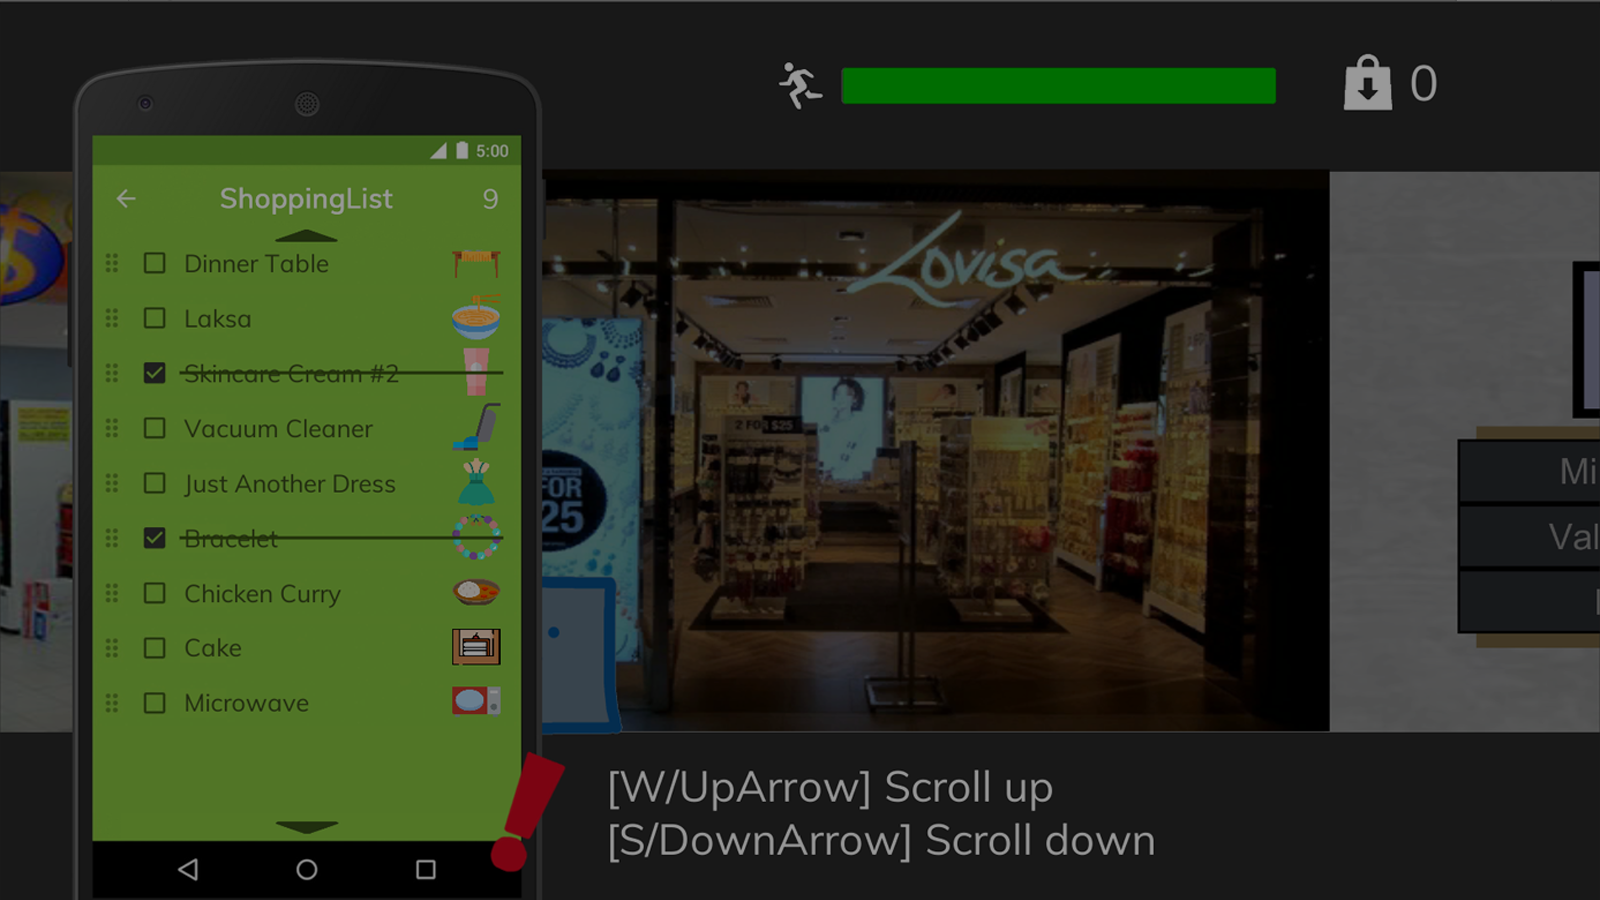 0
5:00
ShoppingList 9
Dinner Table
Laksa
Skincare Cream #2
Vacuum Cleaner
Just Another Dress
Bracelet
Chicken Curry
Cake
Microwave
Lovisa
2 FOR $25
FOR
25
Mi
Val
[W/UpArrow] Scroll up
[S/DownArrow] Scroll down